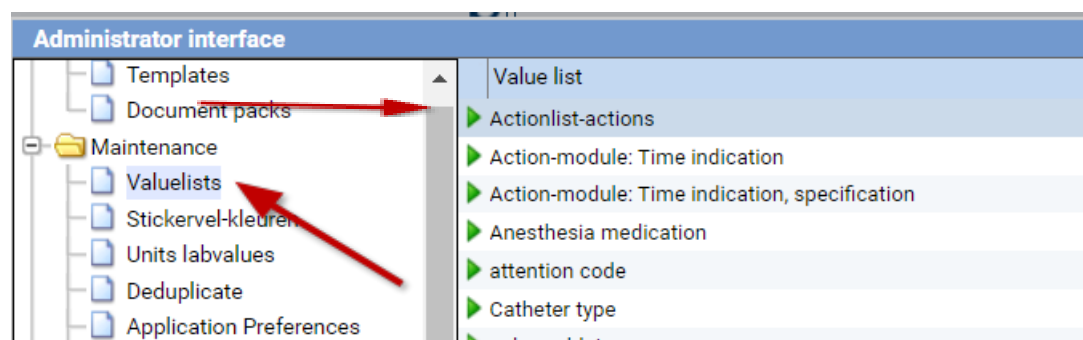 Administrator interface
Templates
Document packs
Maintenance
Valuelists
Stickervel-kleuren
Units labvalues
Deduplicate
Application Preferences
Value list
Actionlist-actions
Action-module: Time indication
Action-module: Time indication, specification
Anesthesia medication
attention code
Catheter type